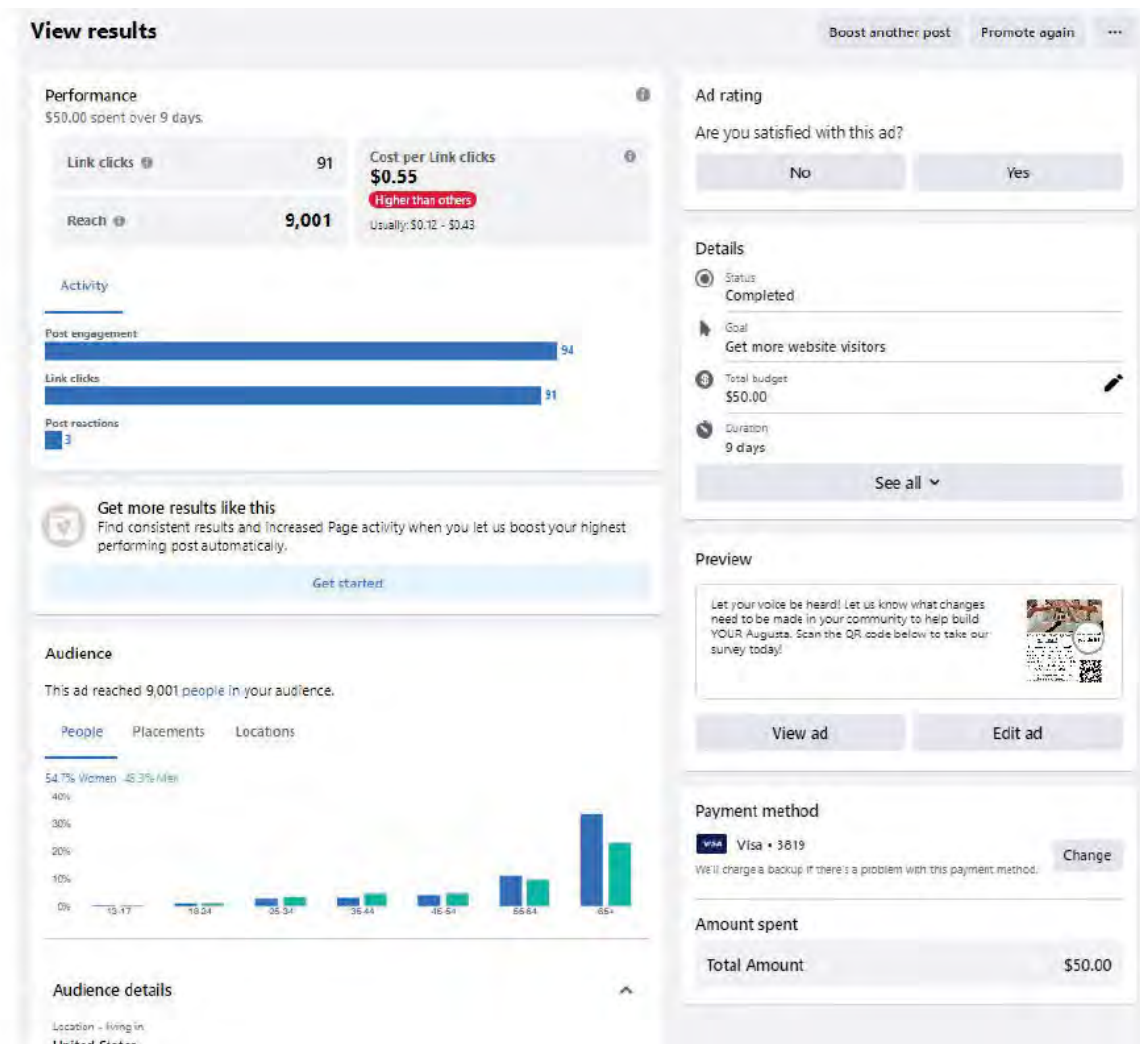 View results
Boost another post
Promote again
Performance
$50.00 spent over 9 days.
Link clicks
91
Reach
9,001
Cost per Link clicks
$0.55
Higher than others
Usually: $0.12 - $0.43
Activity
Post engagement
94
Link clicks
91
Post reactions
3
Get more results like this
Find consistent results and increased Page activity when you let us boost your highest
performing post automatically.
Get started
Audience
This ad reached 9,001 people in your audience.
People
Placements
Locations
54.7% Women 45.3% Men
40%
30%
20%
10%
0%
13-17
18-24
25-34
35-44
45-54
55-64
65+
Audience details
Location - living in
United States
Ad rating
Are you satisfied with this ad?
No
Yes
Details
Status
Completed
Goal
Get more website visitors
Total budget
$50.00
Duration
9 days
See all
Preview
Let your voice be heard! Let us know what changes
need to be made in your community to help build
YOUR Augusta. Scan the QR code below to take our
survey today!
View ad
Edit ad
Payment method
VISA
Visa • 3819
We'll charge a backup if there's a problem with this payment method.
Change
Amount spent
Total Amount
$50.00